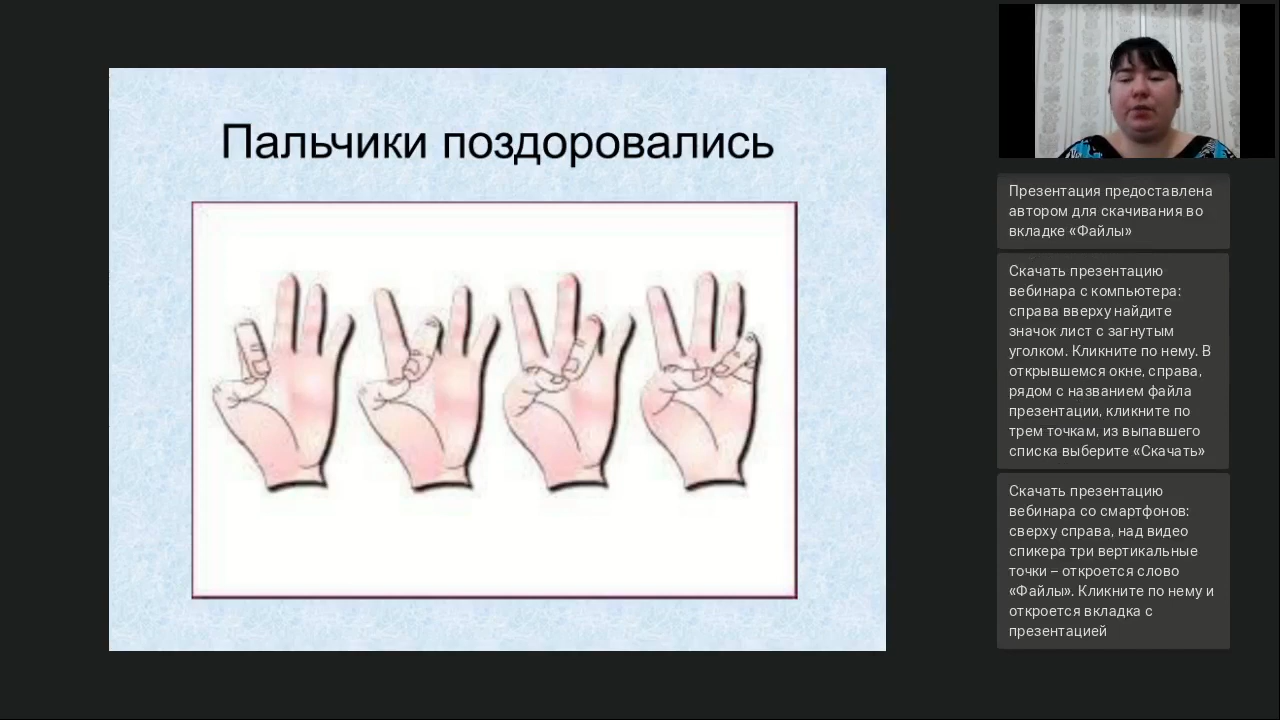 Пальчики поздоровались
Презентация предоставлена
автором для скачивания во
вкладке «Файлы»
Скачать презентацию
вебинара с компьютера:
справа вверху найдите
значок лист с загнутым
уголком. Кликните по нему. В
открывшемся окне, справа,
рядом с названием файла
презентации, кликните по
трем точкам, из выпавшего
списка выберите «Скачать»
Скачать презентацию
вебинара со смартфонов:
сверху справа, над видео
спикера три вертикальные
точки – откроется слово
«Файлы». Кликните по нему и
откроется вкладка с
презентацией